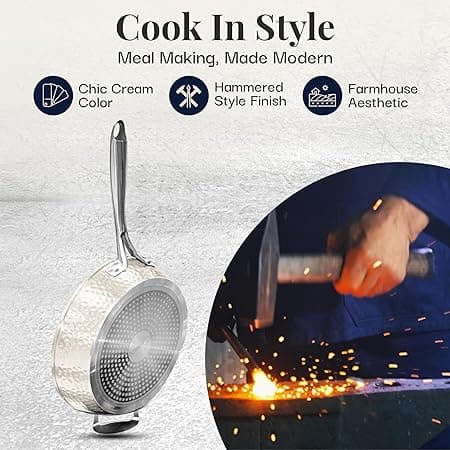 Cook In Style
Meal Making, Made Modern
Chic Cream
Color
Hammered
Style Finish
Farmhouse
Aesthetic